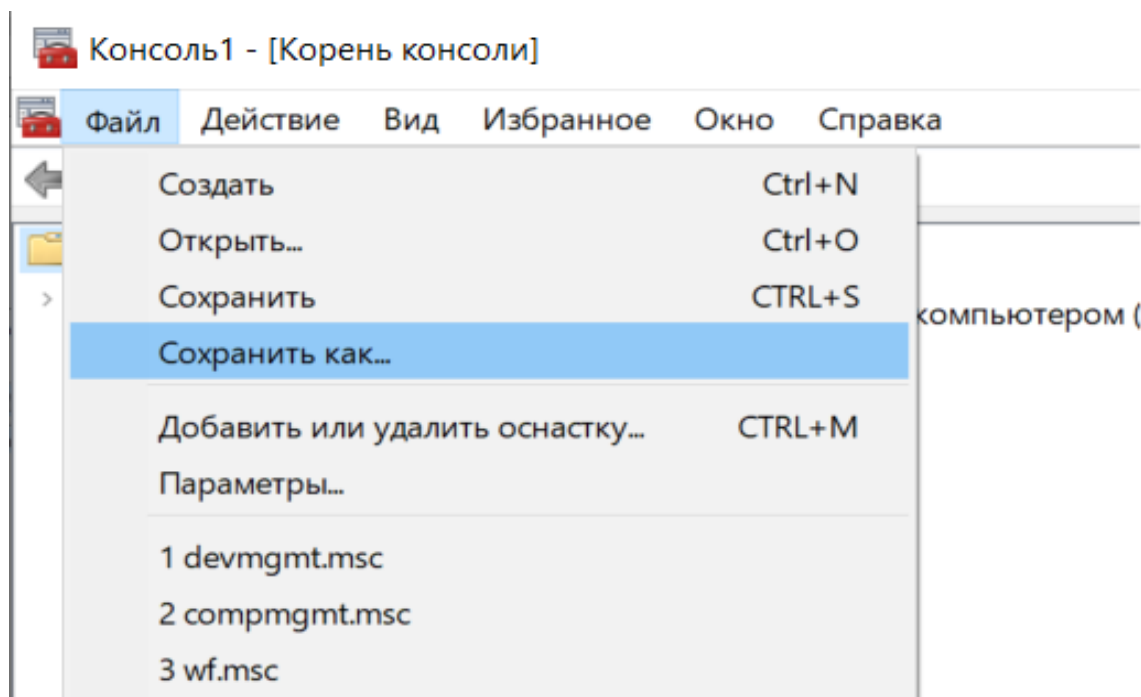 Консоль1 - [Корень консоли]
Файл Действие Вид Избранное Окно Справка
Создать Ctrl+N
Открыть... Ctrl+O
Сохранить CTRL+S
компьютером (
Сохранить как...
Добавить или удалить оснастку... CTRL+M
Параметры...
1 devmgmt.msc
2 compmgmt.msc
3 wf.msc